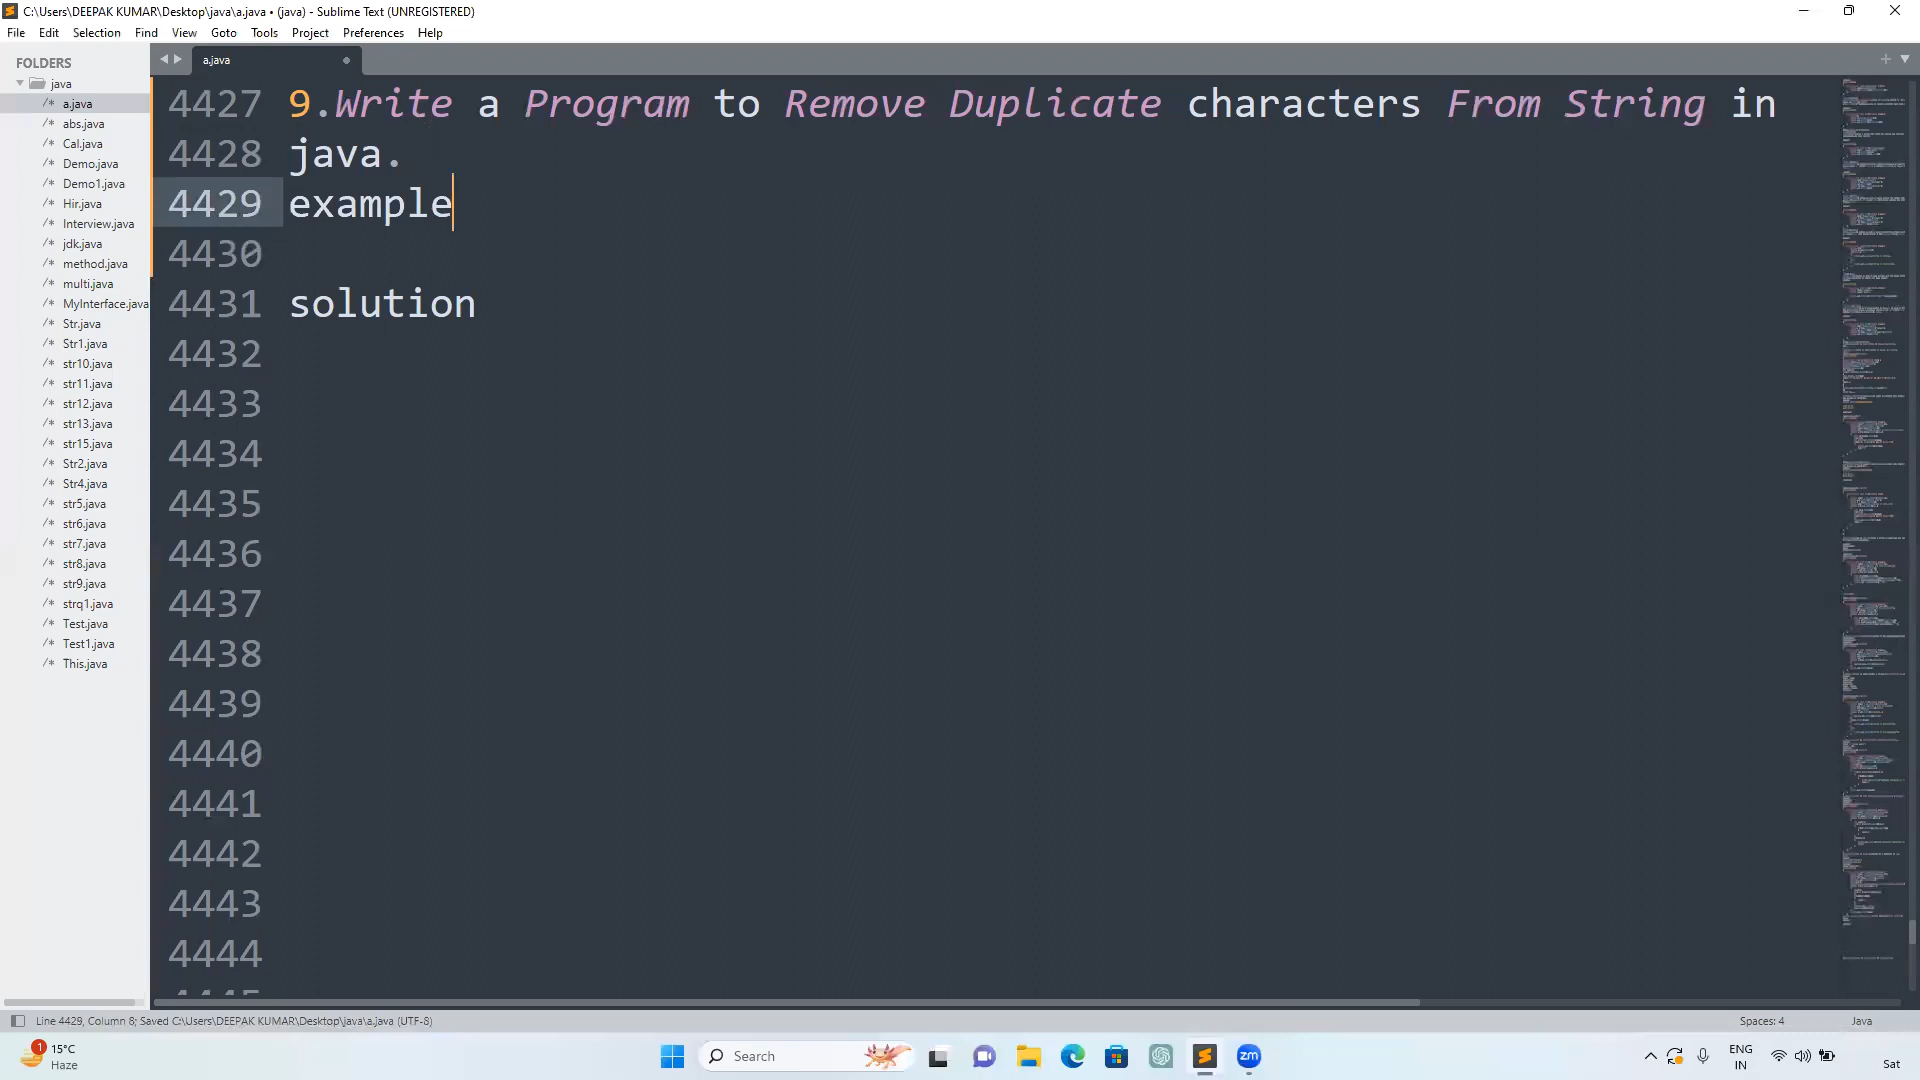 C:\Users\DEEPAK KUMAR\Desktop\java\a.java • (java) - Sublime Text (UNREGISTERED)
File Edit Selection Find View Goto Tools Project Preferences Help
FOLDERS
java
a.java
abs.java
Cal.java
Demo.java
Demo1.java
Hir.java
Interview.java
jdk.java
method.java
multi.java
MyInterface.java
Str.java
Str1.java
str10.java
str11.java
str12.java
str13.java
str15.java
Str2.java
Str4.java
str5.java
str6.java
str7.java
str8.java
str9.java
strq1.java
Test.java
Test1.java
This.java
a.java
4427 9.Write a Program to Remove Duplicate characters From String in
4428 java.
4429 example
4430
4431 solution
4432
4433
4434
4435
4436
4437
4438
4439
4440
4441
4442
4443
4444
Line 4429, Column 8; Saved C:\Users\DEEPAK KUMAR\Desktop\java\a.java (UTF-8)
Spaces: 4
Java
1
15°C
Haze
Search
zm
ENG
IN
Sat